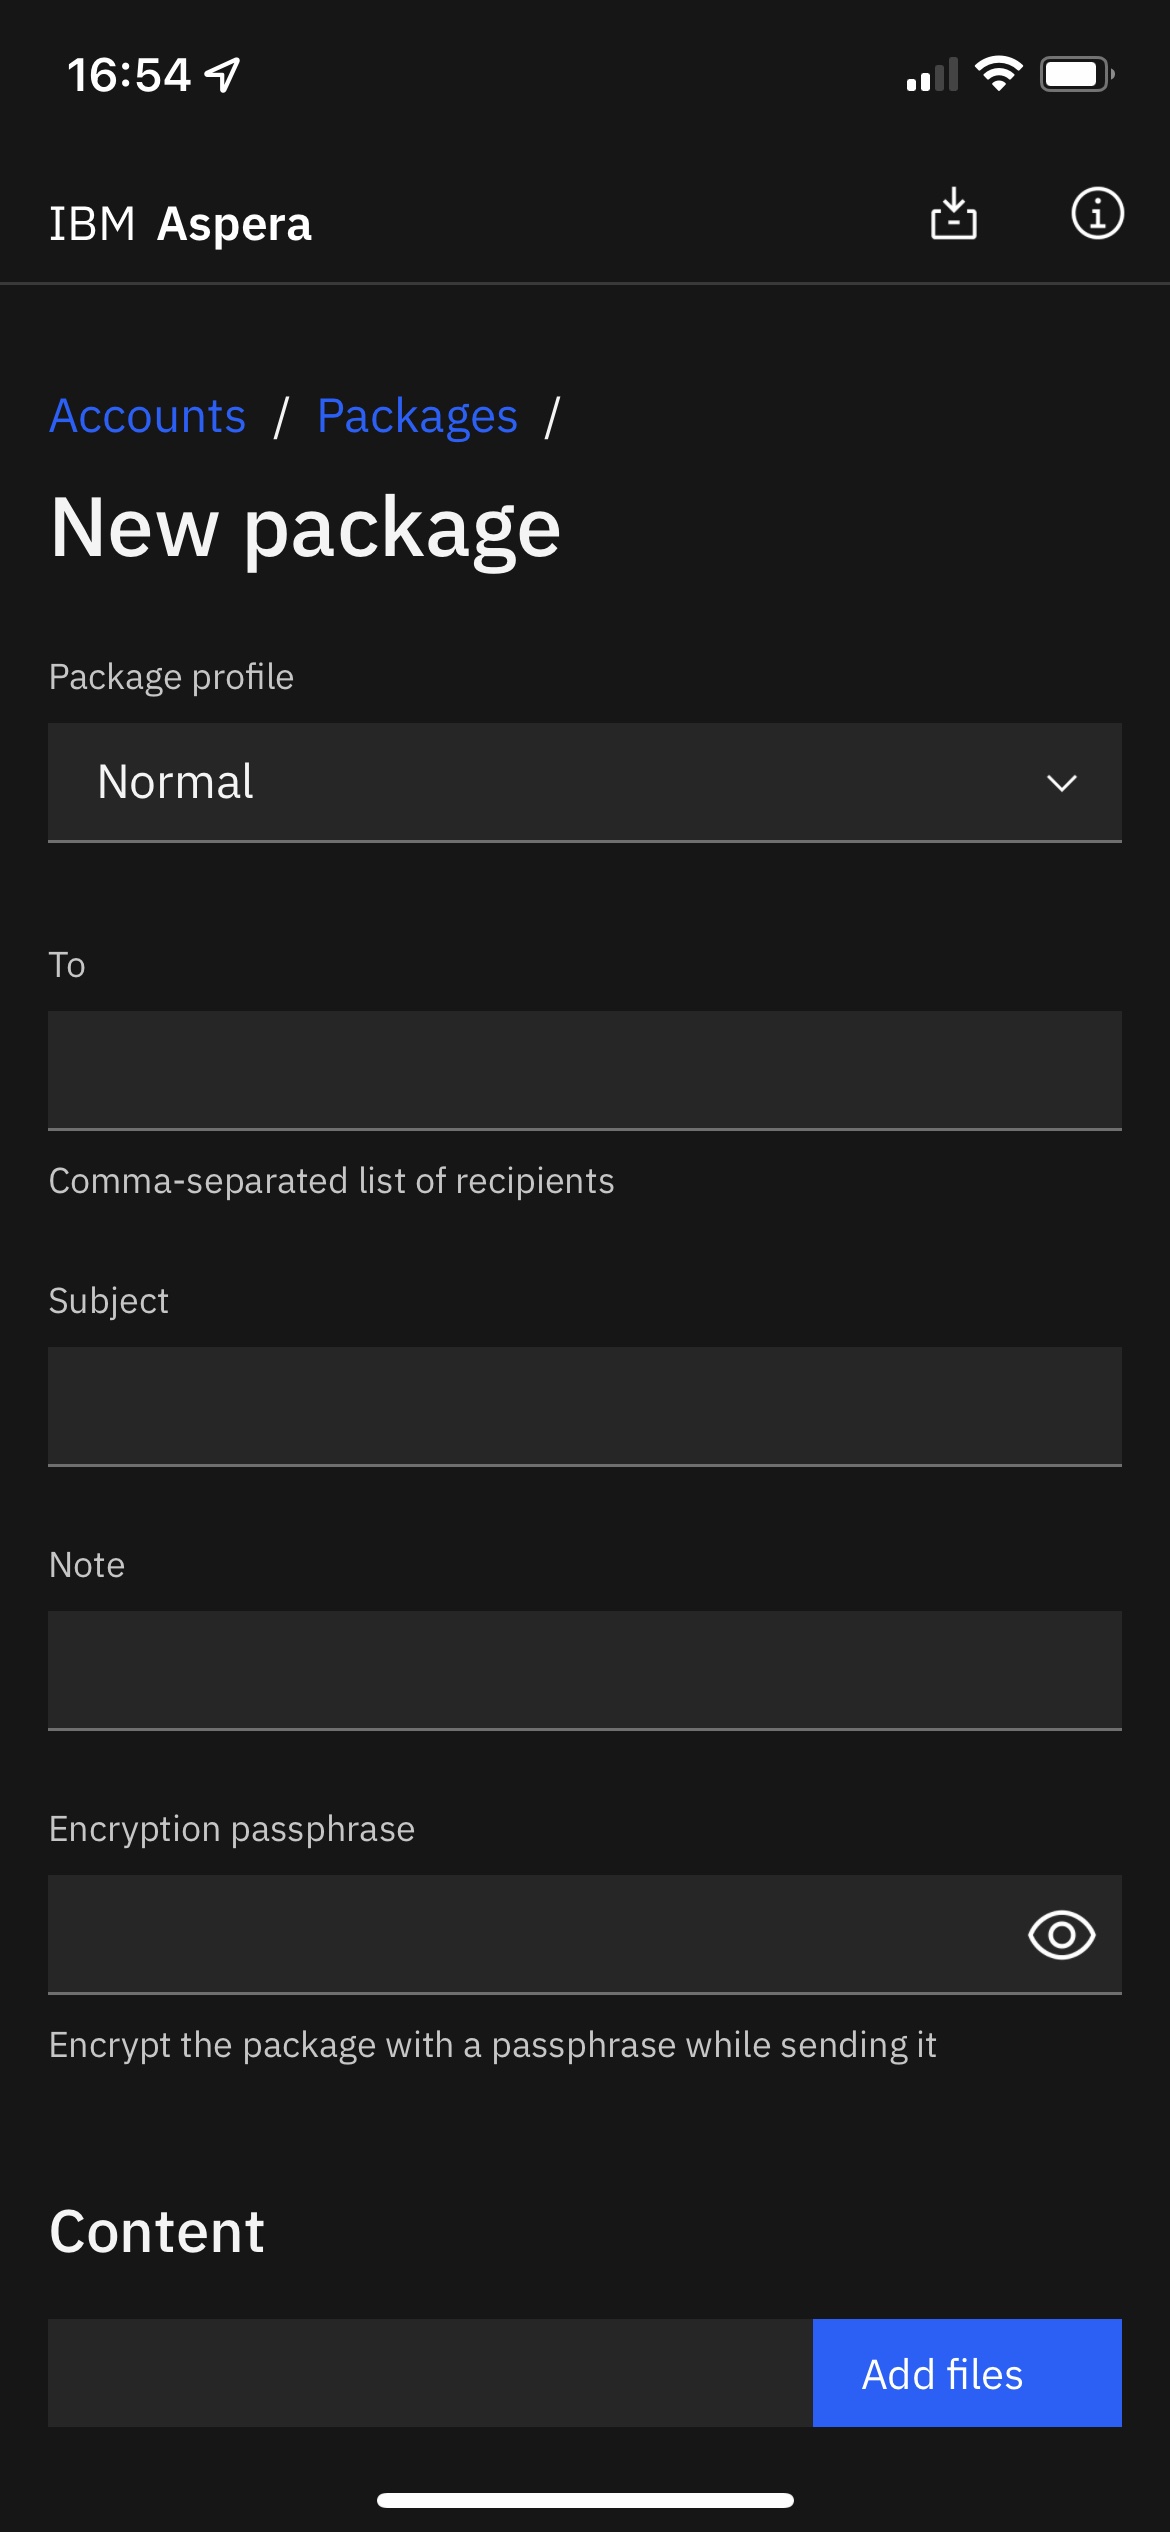 16:54
IBM Aspera
Accounts / Packages /
New package
Package profile
Normal
To
Comma-separated list of recipients
Subject
Note
Encryption passphrase
Encrypt the package with a passphrase while sending it
Content
Add files